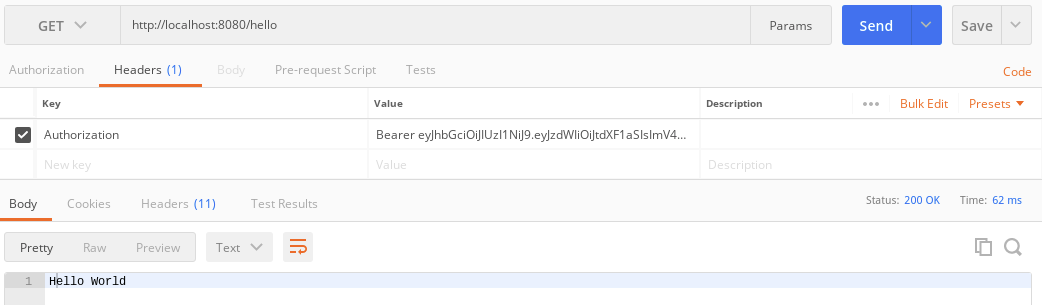 GET http://localhost:8080/hello Params Send Save
Authorization Headers (1) Body Pre-request Script Tests Code
Key Value Description Bulk Edit Presets
Authorization Bearer eyJhbGciOiJIUzI1NiJ9.eyJzdWIiOiJtdXF1aSIsImV4...
New key Value Description
Body Cookies Headers (11) Test Results Status: 200 OK Time: 62 ms
Pretty Raw Preview Text
1 Hello World